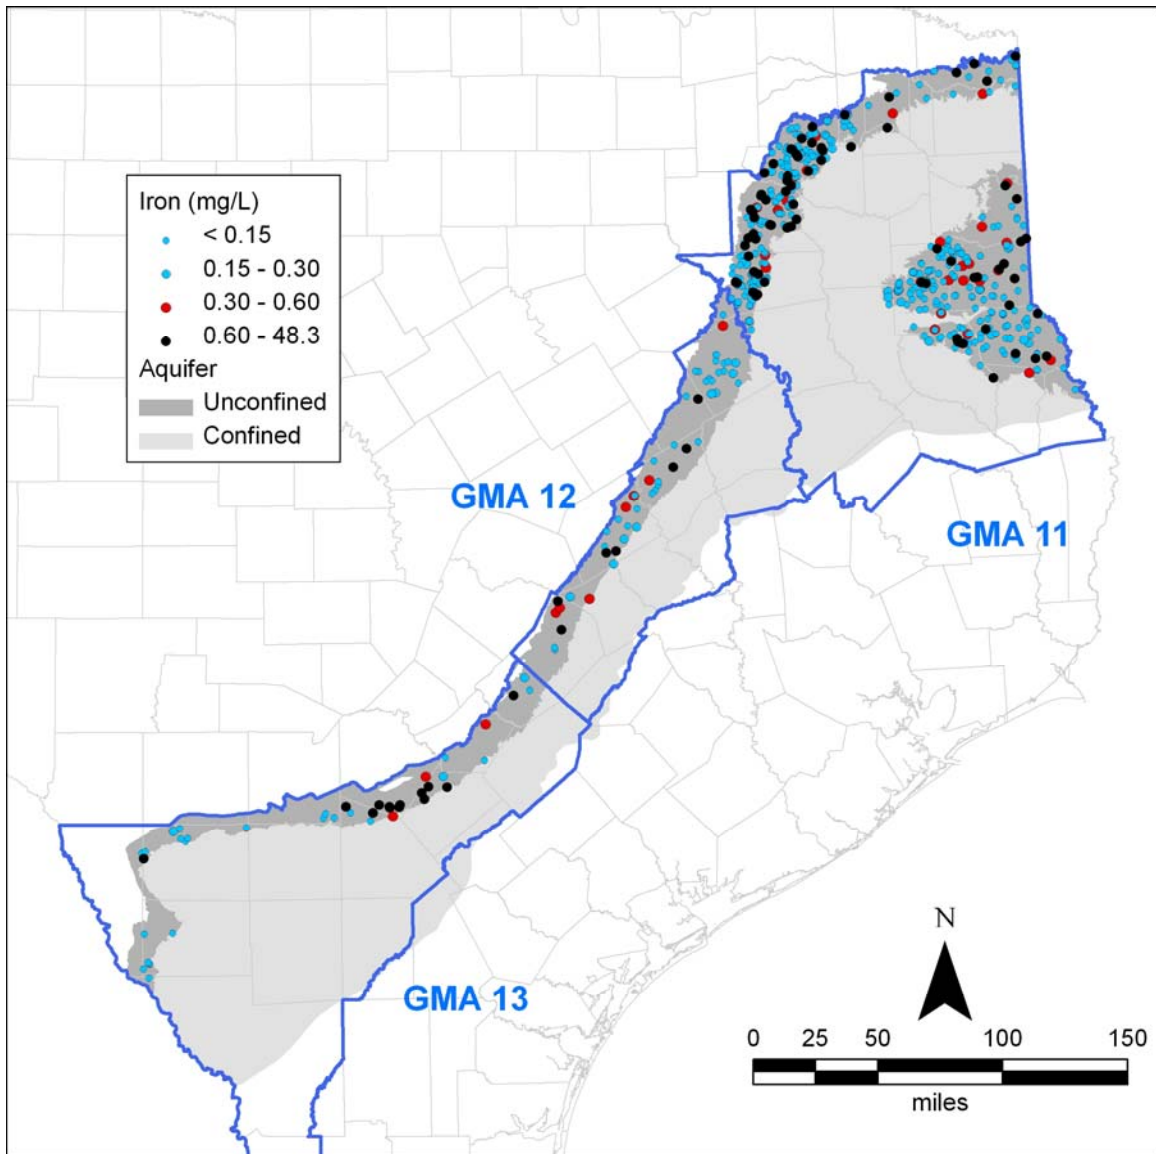 Iron (mg/L)
< 0.15
0.15 - 0.30
0.30 - 0.60
0.60 - 48.3
Aquifer
Unconfined
Confined
GMA 12
GMA 11
GMA 13
N
0 25 50 100 150
miles